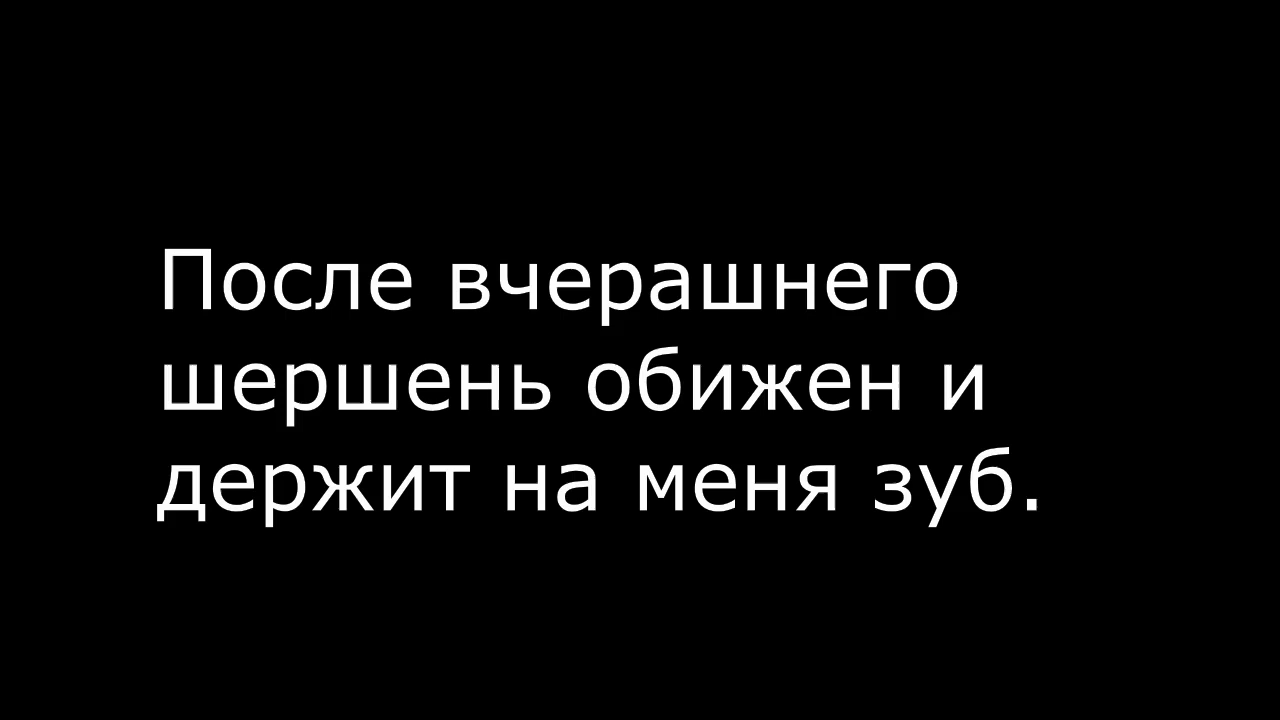 После вчерашнего
шершень обижен и
держит на меня зуб.